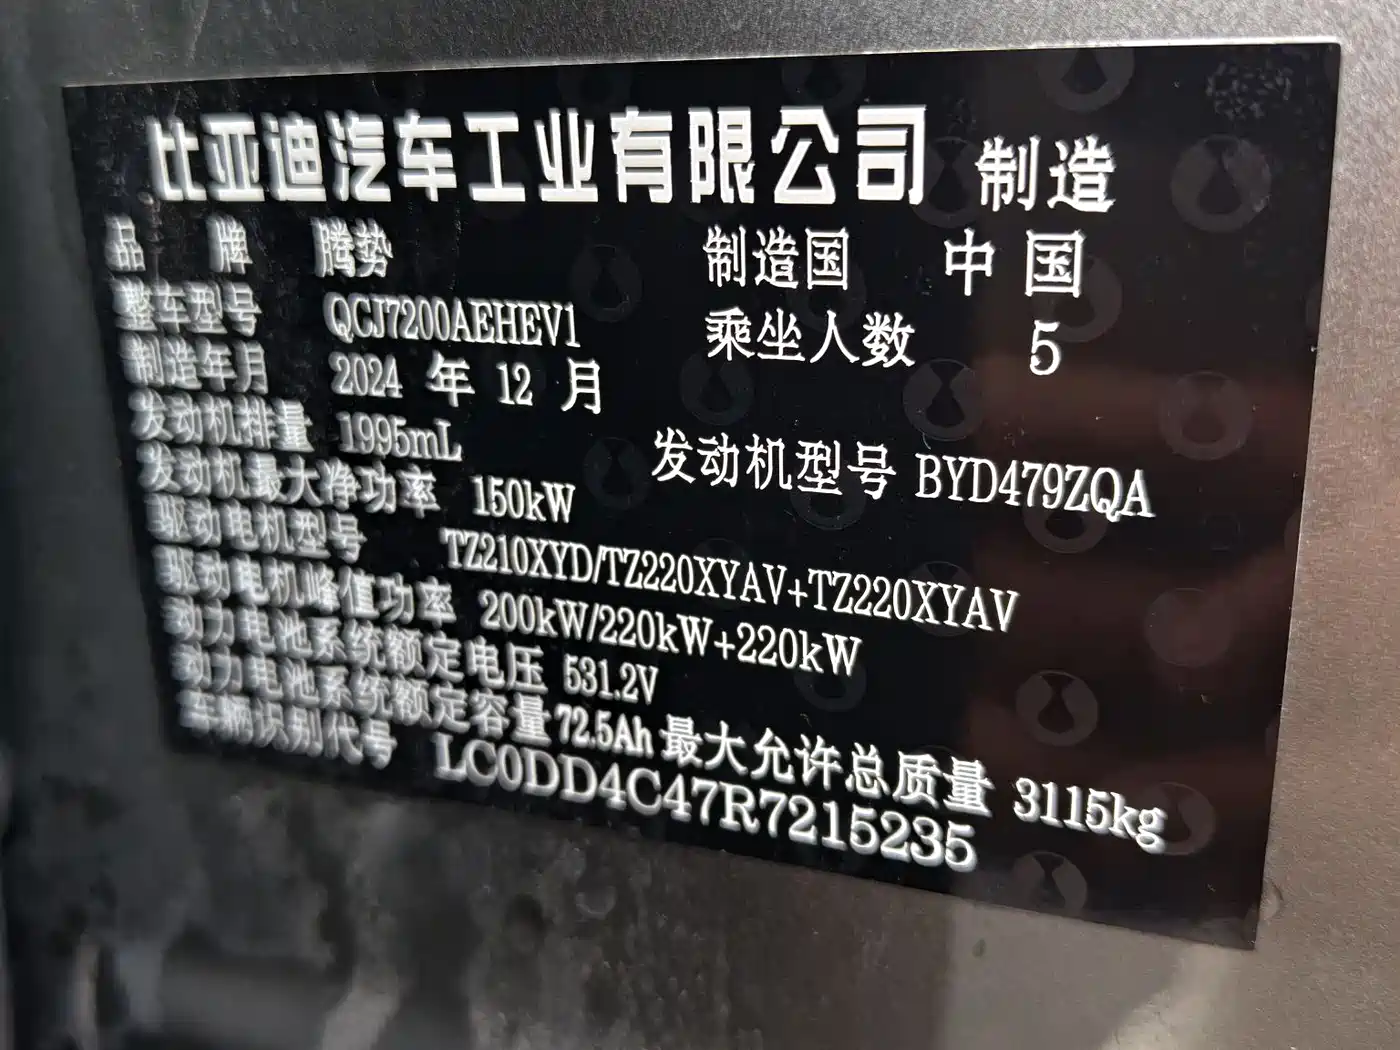 比亚迪汽车工业有限公司 制造
品 牌 腾势 制造国 中 国
整车型号 QCJ7200AEHEV1 乘坐人数 5
制造年月 2024 年 12 月
发动机排量 1995mL 发动机型号 BYD479ZQA
发动机最大净功率 150kW
驱动电机型号 TZ210XYD/TZ220XYAV+TZ220XYAV
驱动电机峰值功率 200kW/220kW+220kW
动力电池系统额定电压 531.2V
动力电池系统额定容量 72.5Ah 最大允许总质量 3115kg
车辆识别代号 LC0DD4C47R7215235